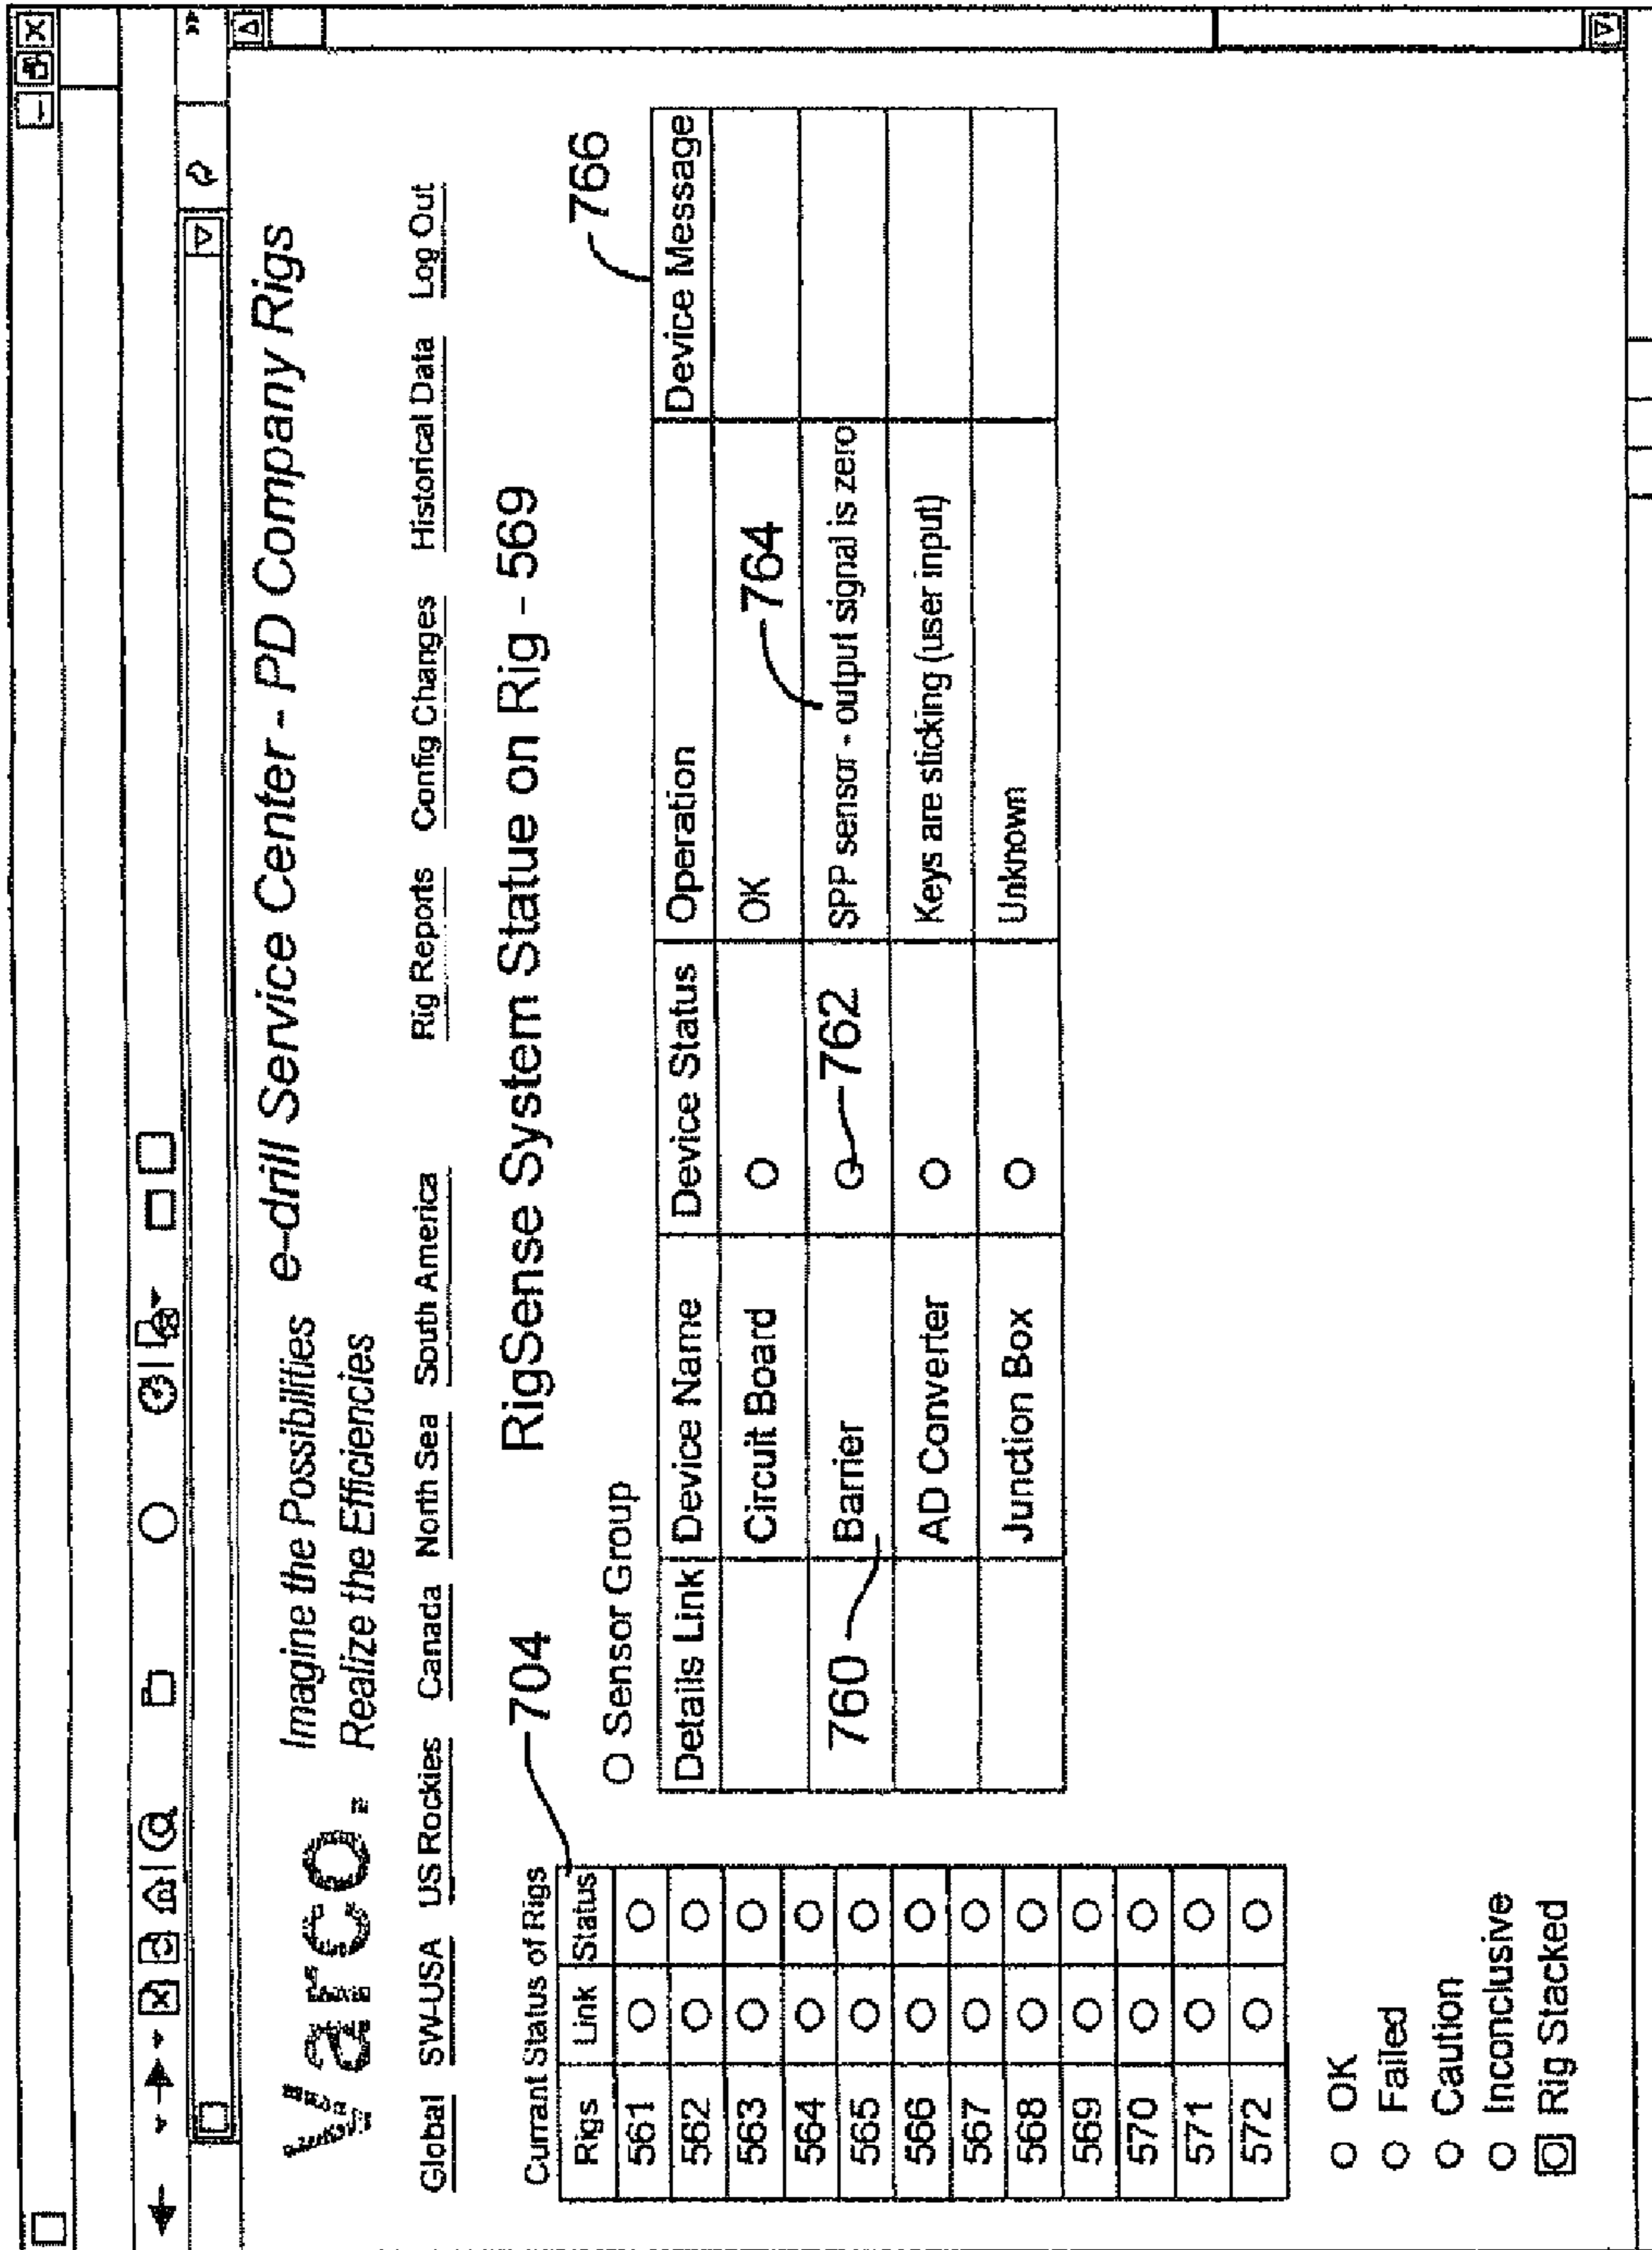 Varco. Imagine the Possibilities e-drill Service Center - PD Company Rigs
Realize the Efficiencies
Global SW-USA US Rockies Canada North Sea South America Rig Reports Config Changes Historical Data Log Out
704 RigSense System Statue on Rig - 569
Currant Status of Rigs
Rigs Link Status
561
562
563
564
565
566
567
568
569
570
571
572
Sensor Group
766
Details Link Device Name Device Status Operation Device Message
Circuit Board OK
764
760 Barrier 762 SPP sensor - output signal is zero
AD Converter Keys are sticking (user input)
Junction Box Unknown
OK
Failed
Caution
Inconclusive
Rig Stacked